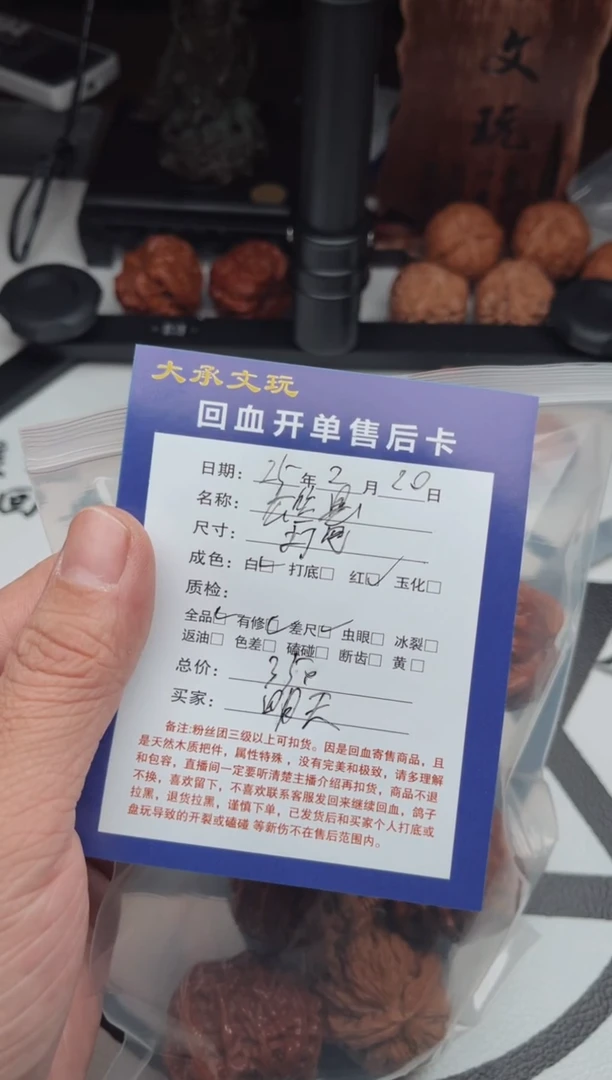 文
玩
大承文玩
回血开单售后卡
日期: 25年2月20日
名称:
尺寸: 打包
成色: 白☑ 打底□ 红☑ 玉化□
质检:
全品☑ 有修☑ 差尺☑ 虫眼□ 冰裂□
返油□ 色差□ 磕碰□ 断齿□ 黄□
总价: 350
买家: 明天
备注:粉丝团三级以上可扣货。因是回血寄售商品,且
是天然木质把件,属性特殊,没有完美和极致,请多理解
和包容,直播间一定要听清楚主播介绍再扣货,商品不退
不换,喜欢留下,不喜欢联系客服发回来继续回血,鸽子
拉黑,退货拉黑,谨慎下单,已发货后和买家个人打底或
盘玩导致的开裂或磕碰 等新伤不在售后范围内。